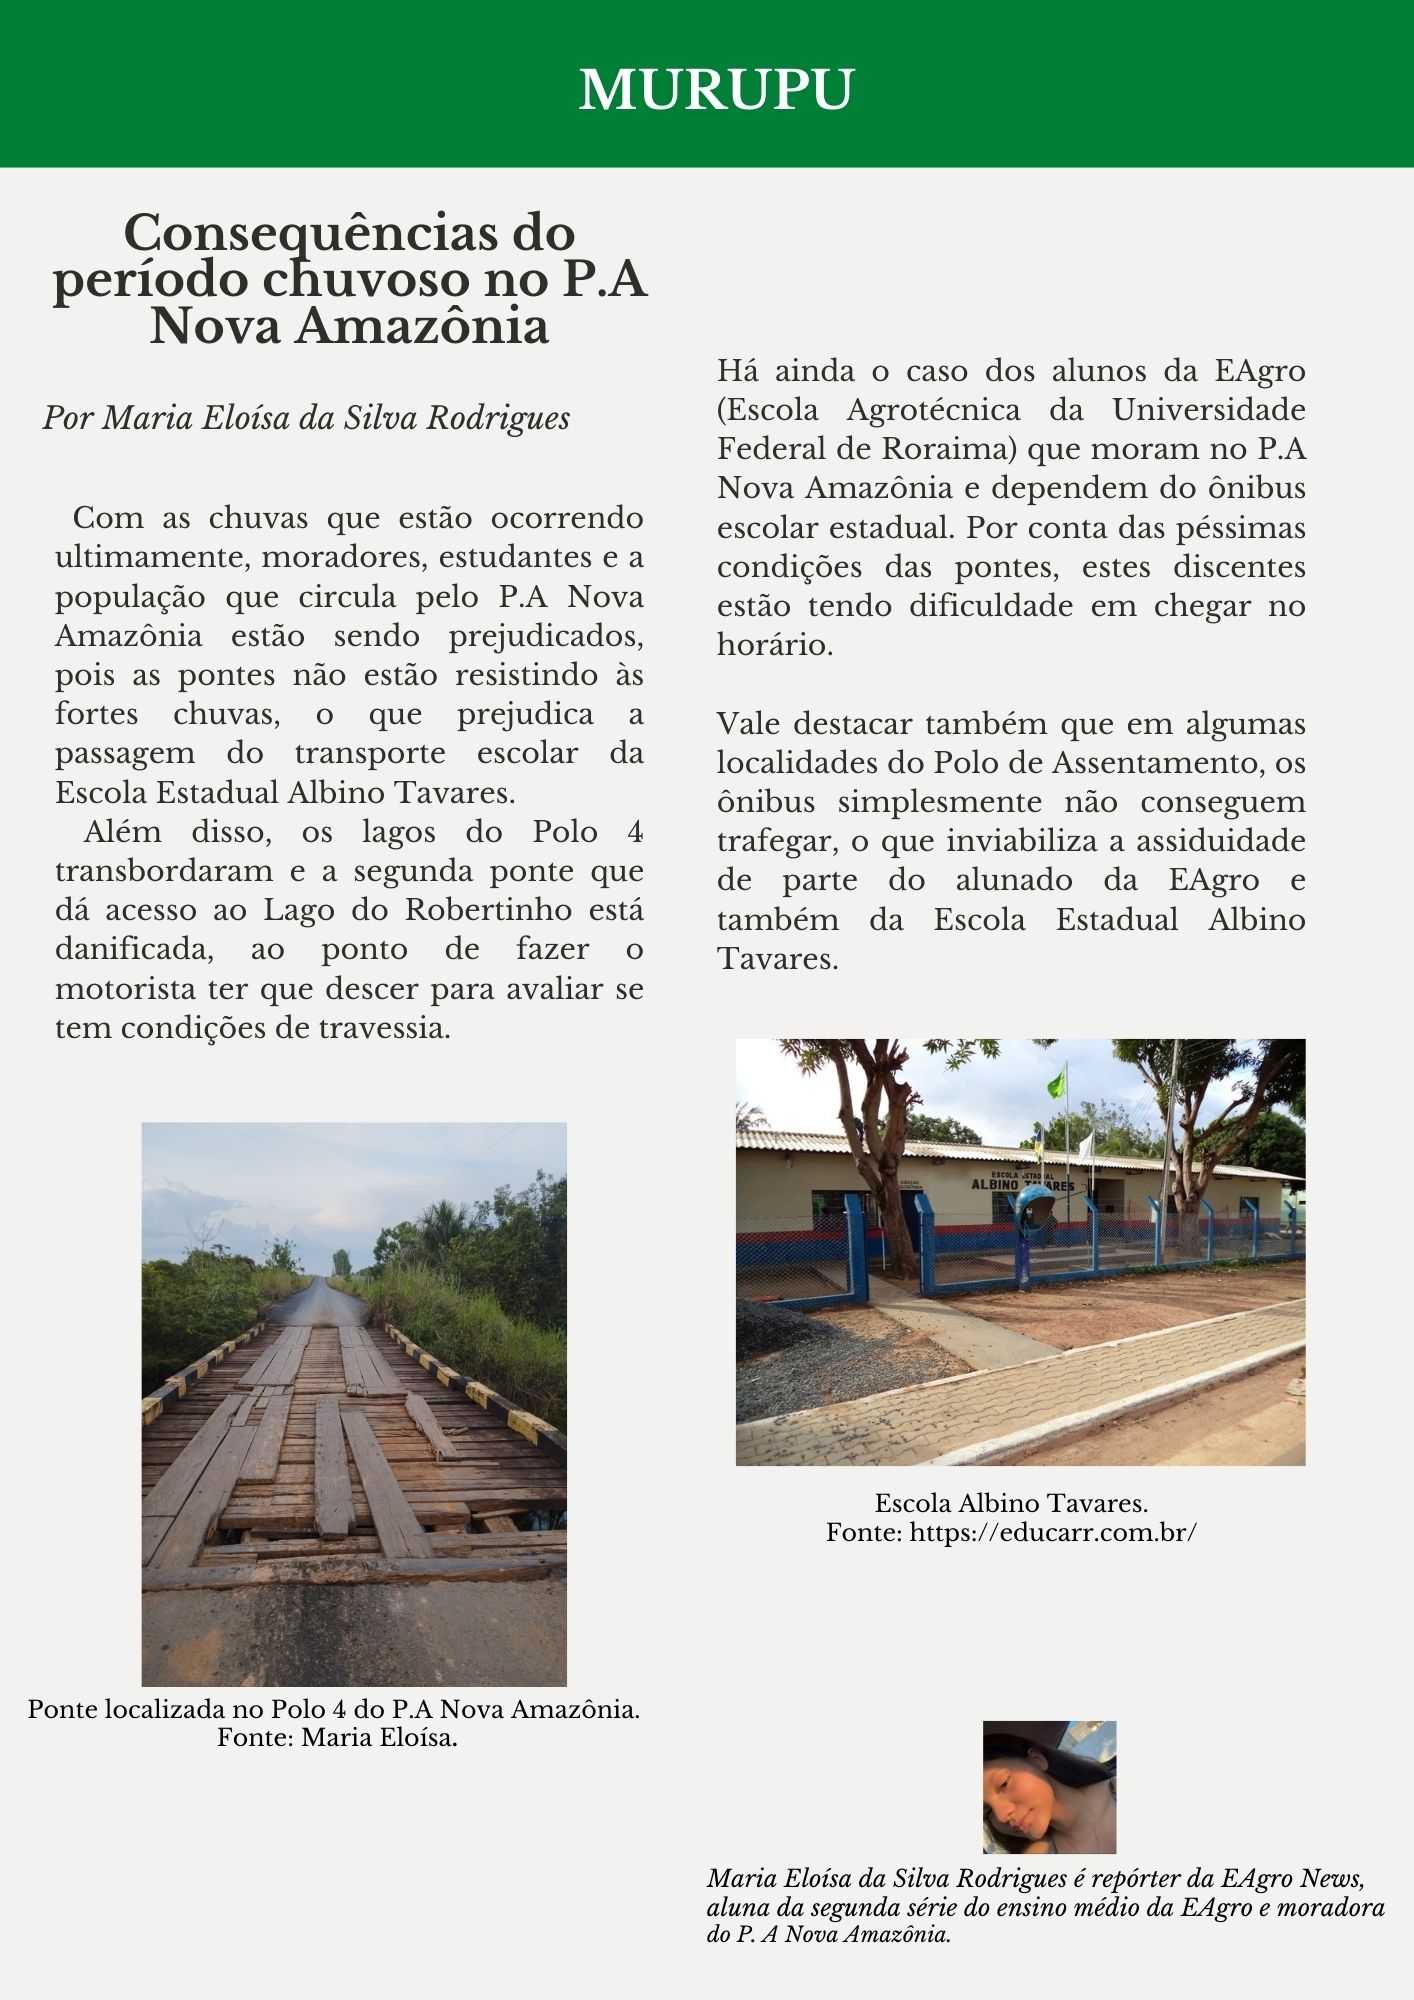 MURUPU
Consequências do
período chuvoso no P.A
Nova Amazônia
Por Maria Eloísa da Silva Rodrigues
Com as chuvas que estão ocorrendo
ultimamente, moradores, estudantes e a
população que circula pelo P.A Nova
Amazônia estão sendo prejudicados,
pois as pontes não estão resistindo às
fortes chuvas, o que prejudica a
passagem do transporte escolar da
Escola Estadual Albino Tavares.
Além disso, os lagos do Polo 4
transbordaram e a segunda ponte que
dá acesso ao Lago do Robertinho está
danificada, ao ponto de fazer o
motorista ter que descer para avaliar se
tem condições de travessia.
Ponte localizada no Polo 4 do P.A Nova Amazônia.
Fonte: Maria Eloísa.
Há ainda o caso dos alunos da EAgro
(Escola Agrotécnica da Universidade
Federal de Roraima) que moram no P.A
Nova Amazônia e dependem do ônibus
escolar estadual. Por conta das péssimas
condições das pontes, estes discentes
estão tendo dificuldade em chegar no
horário.
Vale destacar também que em algumas
localidades do Polo de Assentamento, os
ônibus simplesmente não conseguem
trafegar, o que inviabiliza a assiduidade
de parte do alunado da EAgro e
também da Escola Estadual Albino
Tavares.
ESCOLA ESTADUAL
ALBINO TAVARES
Escola Albino Tavares.
Fonte: https://educarr.com.br/
Maria Eloísa da Silva Rodrigues é repórter da EAgro News,
aluna da segunda série do ensino médio da EAgro e moradora
do P. A Nova Amazônia.